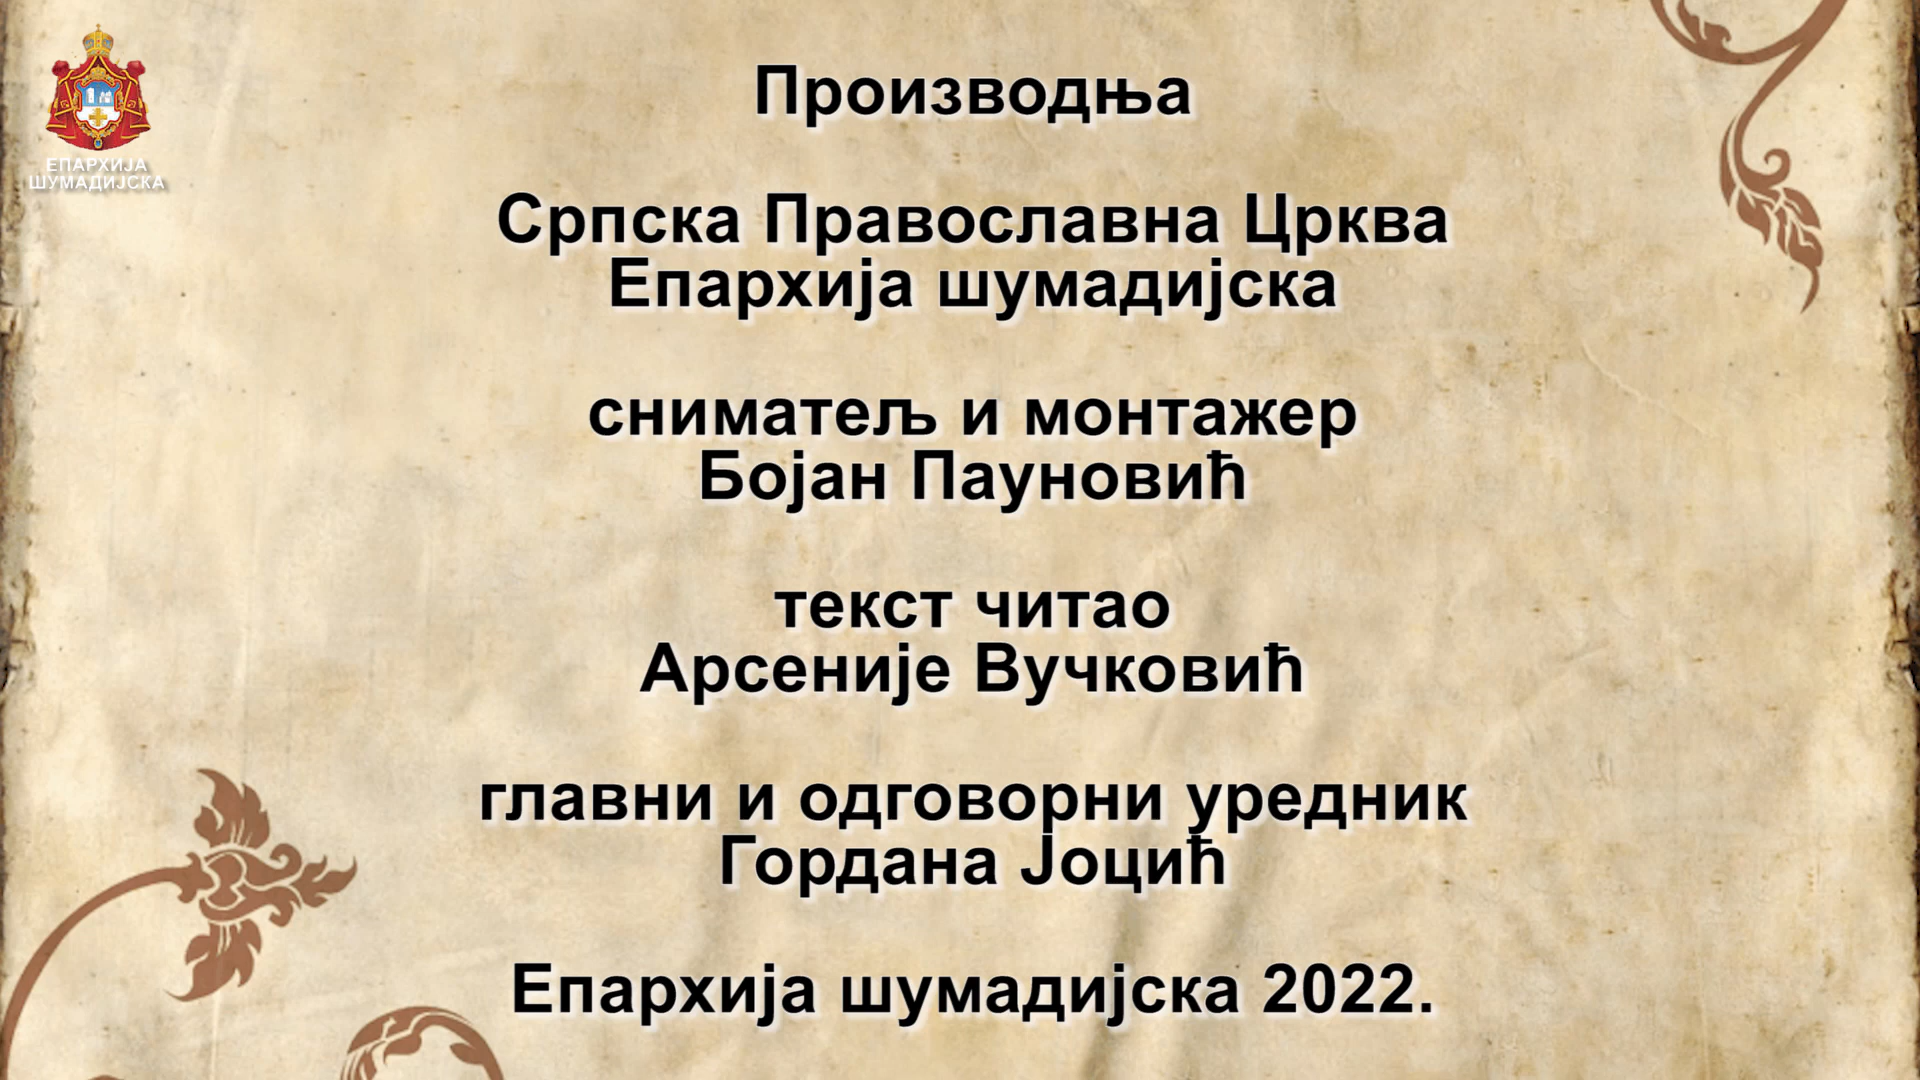 ЕПАРХИЈА
ШУМАДИЈСКА
Производња
Српска Православна Црква
Епархија шумадијска
сниматељ и монтажер
Бојан Пауновић
текст читао
Арсеније Вучковић
главни и одговорни уредник
Гордана Јоцић
Епархија шумадијска 2022.